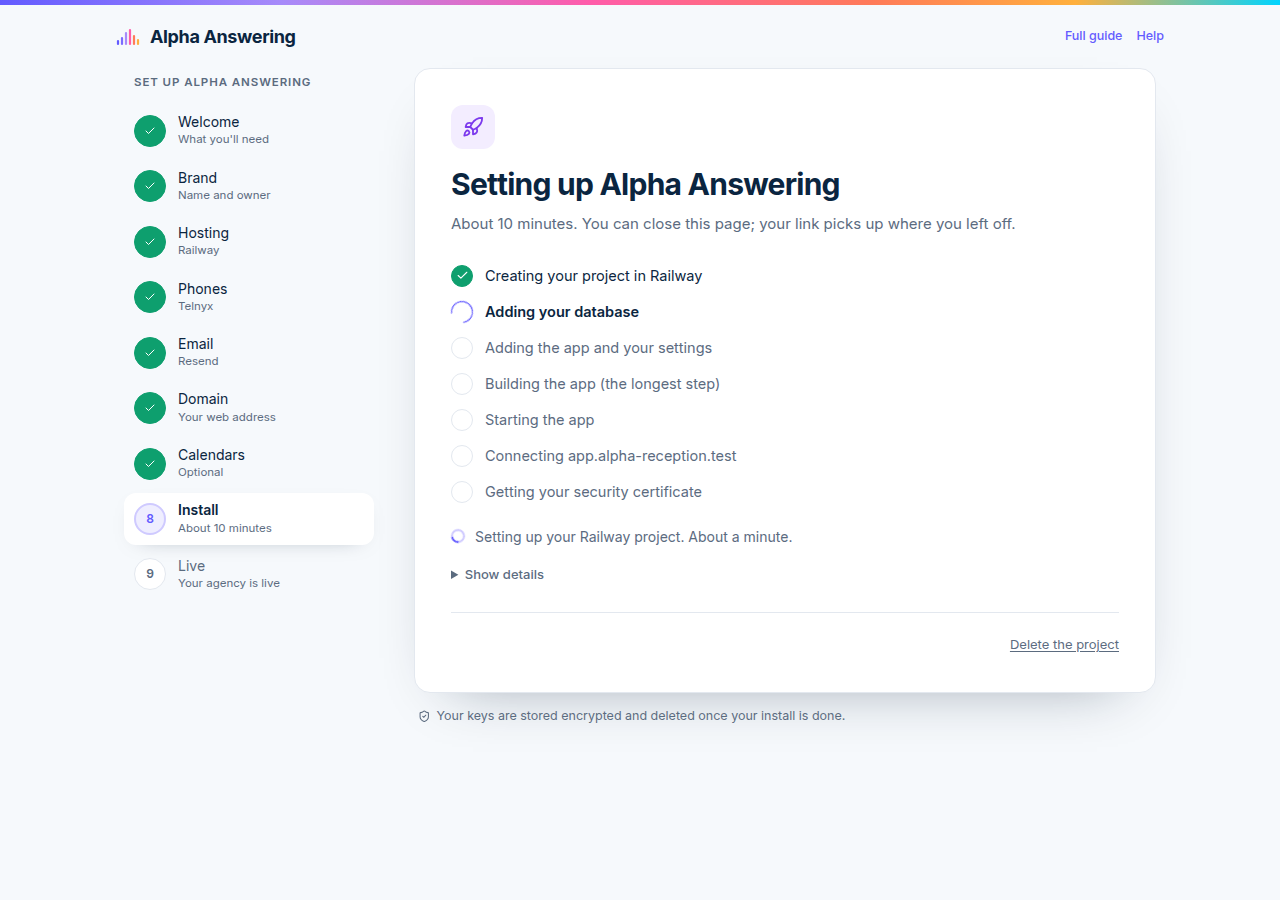 Alpha Answering
Full guide
Help
SET UP ALPHA ANSWERING
Welcome
What you'll need
Brand
Name and owner
Hosting
Railway
Phones
Telnyx
Email
Resend
Domain
Your web address
Calendars
Optional
8
Install
About 10 minutes
9
Live
Your agency is live
Setting up Alpha Answering
About 10 minutes. You can close this page; your link picks up where you left off.
Creating your project in Railway
Adding your database
Adding the app and your settings
Building the app (the longest step)
Starting the app
Connecting app.alpha-reception.test
Getting your security certificate
Setting up your Railway project. About a minute.
Show details
Delete the project
Your keys are stored encrypted and deleted once your install is done.